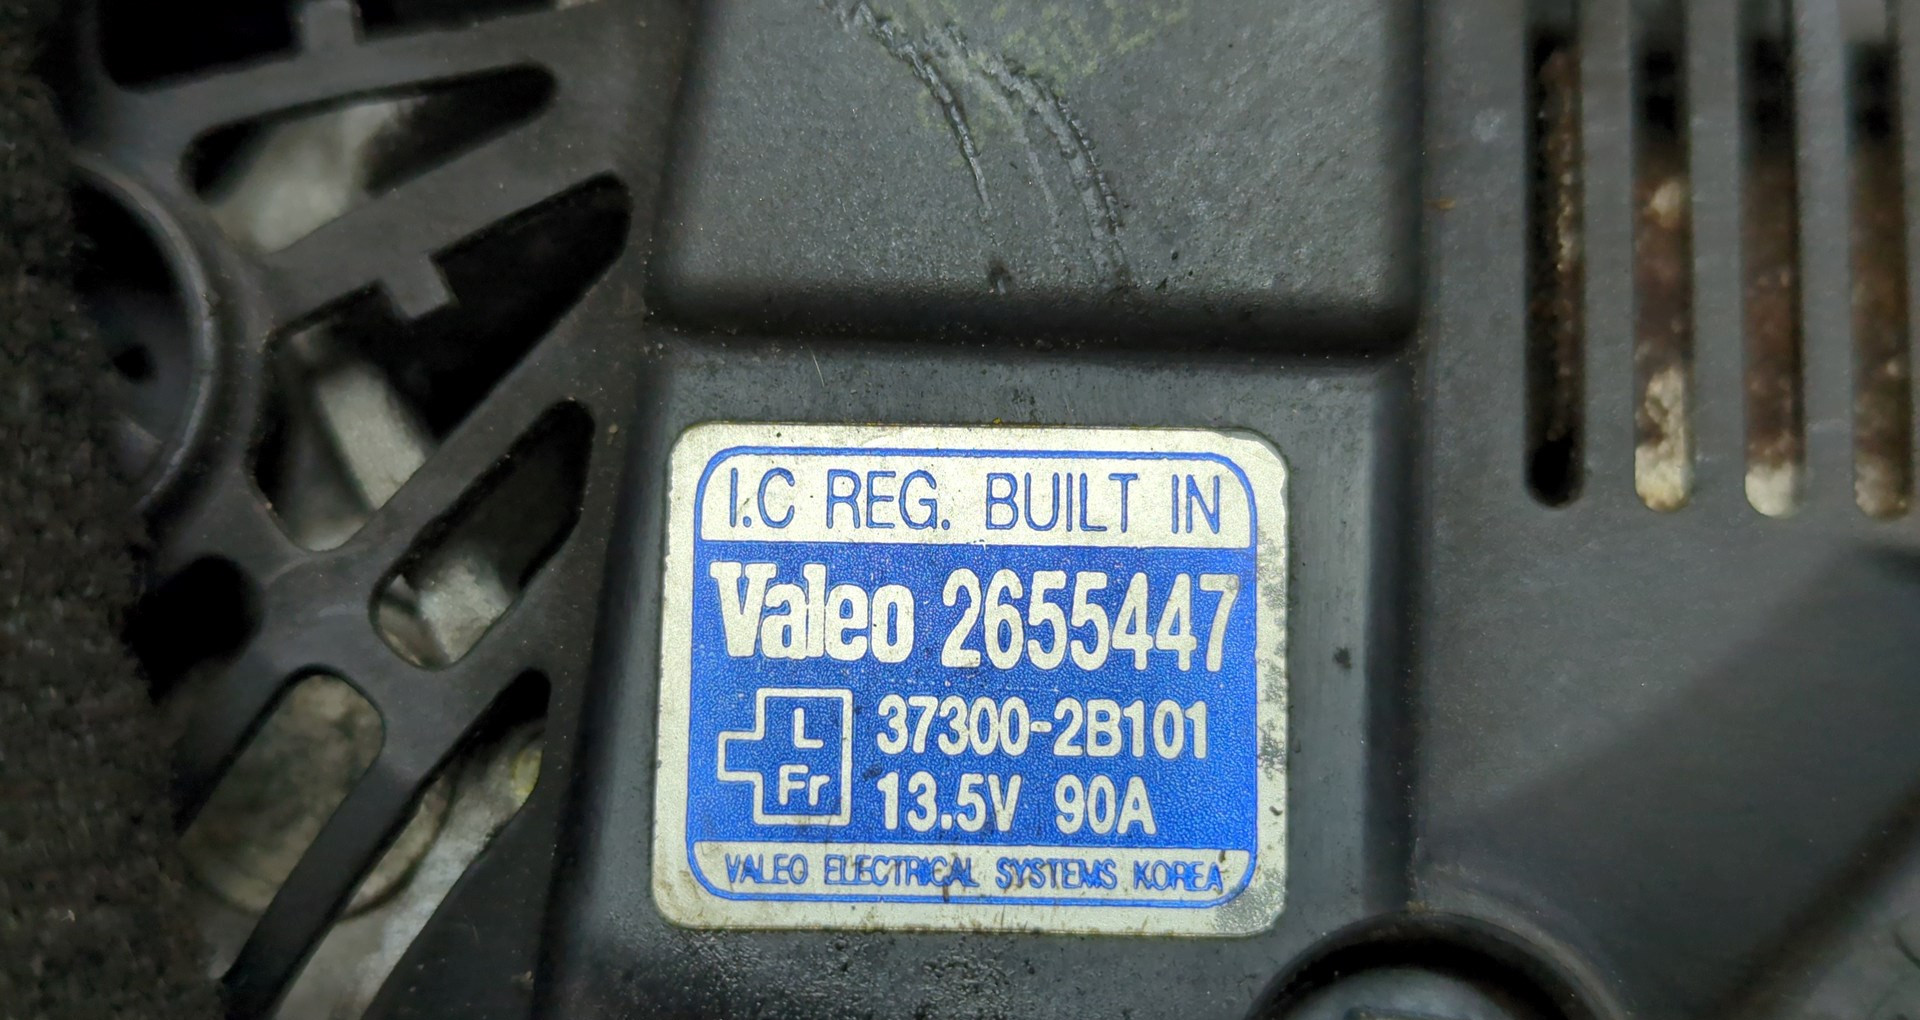 I.C REG. BUILT IN
Valeo 2655447
L
Fr
37300-2B101
13.5V 90A
VALEO ELECTRICAL SYSTEMS KOREA